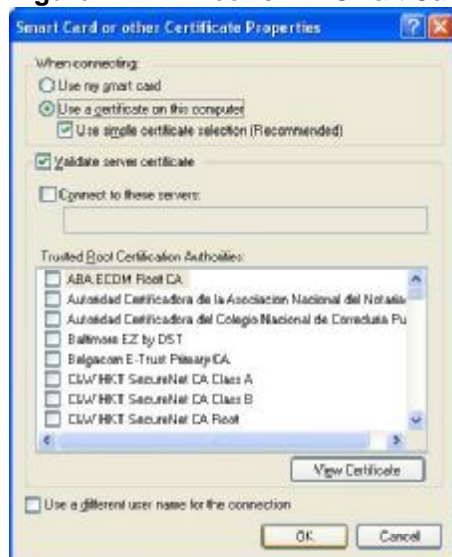 Smart Card or other Certificate Properties
When connecting:
Use my smart card
Use a certificate on this computer
Use simple certificate selection (Recommended)
Validate server certificate
Connect to these servers:
Trusted Root Certification Authorities:
ABA.ECOM Root CA
Autoridad Certificadora de la Asociacion Nacional del Notaria
Autoridad Certificadora del Colegio Nacional de Correduria Pu
Baltimore EZ by DST
Belgacom E-Trust Primary CA
C&W HKT SecureNet CA Class A
C&W HKT SecureNet CA Class B
C&W HKT SecureNet CA Root
View Certificate
Use a different user name for the connection
OK
Cancel